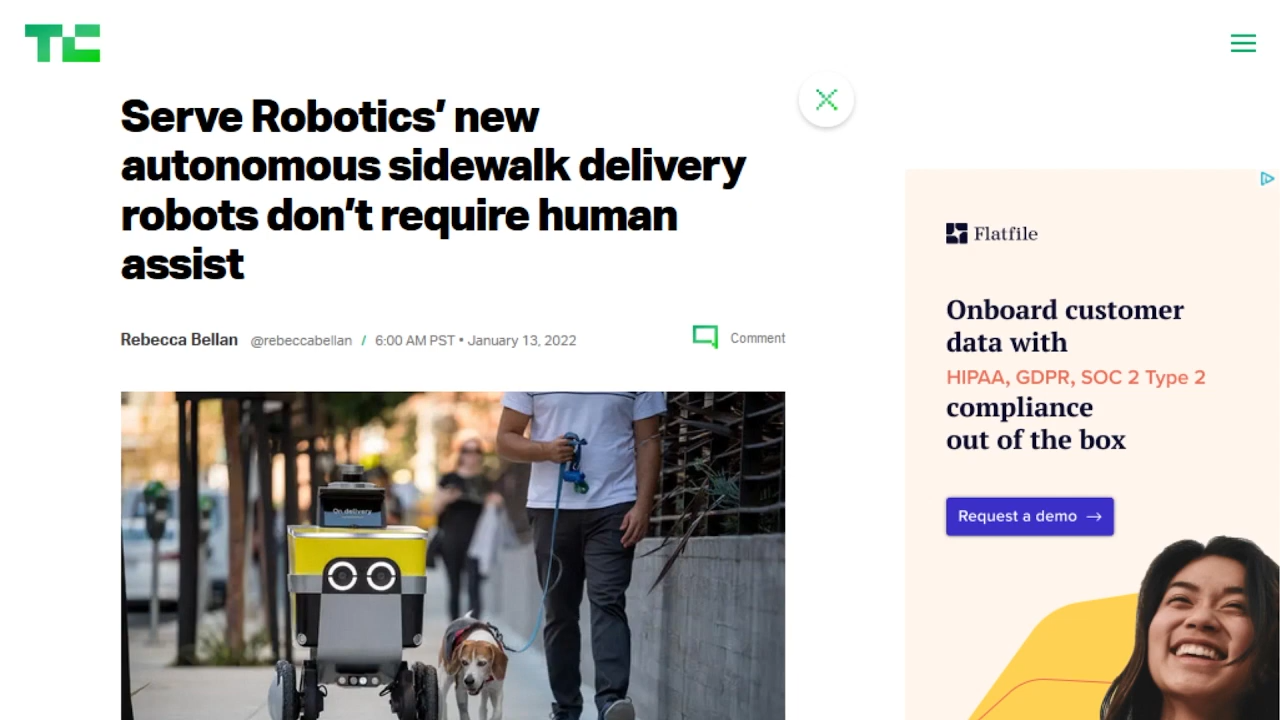 TC
Serve Robotics’ new
autonomous sidewalk delivery
robots don’t require human
assist
Rebecca Bellan @rebeccabellan / 6:00 AM PST • January 13, 2022
Comment
On delivery
Flatfile
Onboard customer
data with
HIPAA, GDPR, SOC 2 Type 2
compliance
out of the box
Request a demo →